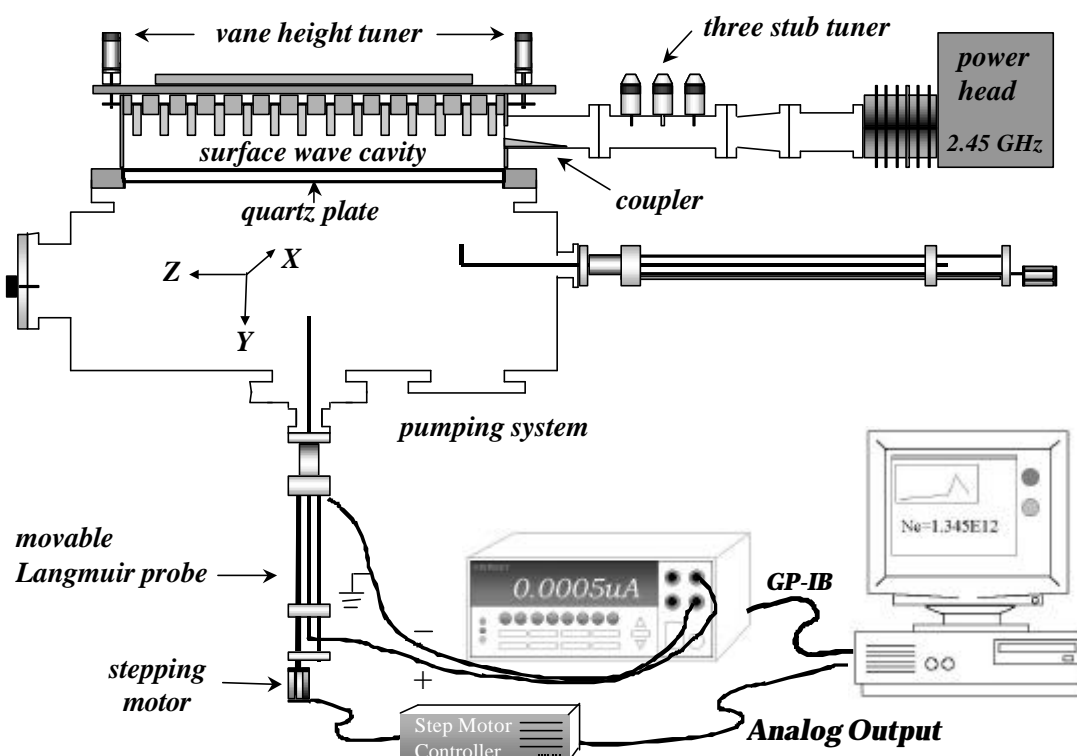 vane height tuner
three stub tuner
power
head
2.45 GHz
surface wave cavity
coupler
quartz plate
X
Z
Y
pumping system
Ne=1.345E12
movable
Langmuir probe
0.0005uA
GP-IB
−
+
stepping
motor
Step Motor
Controller
Analog Output